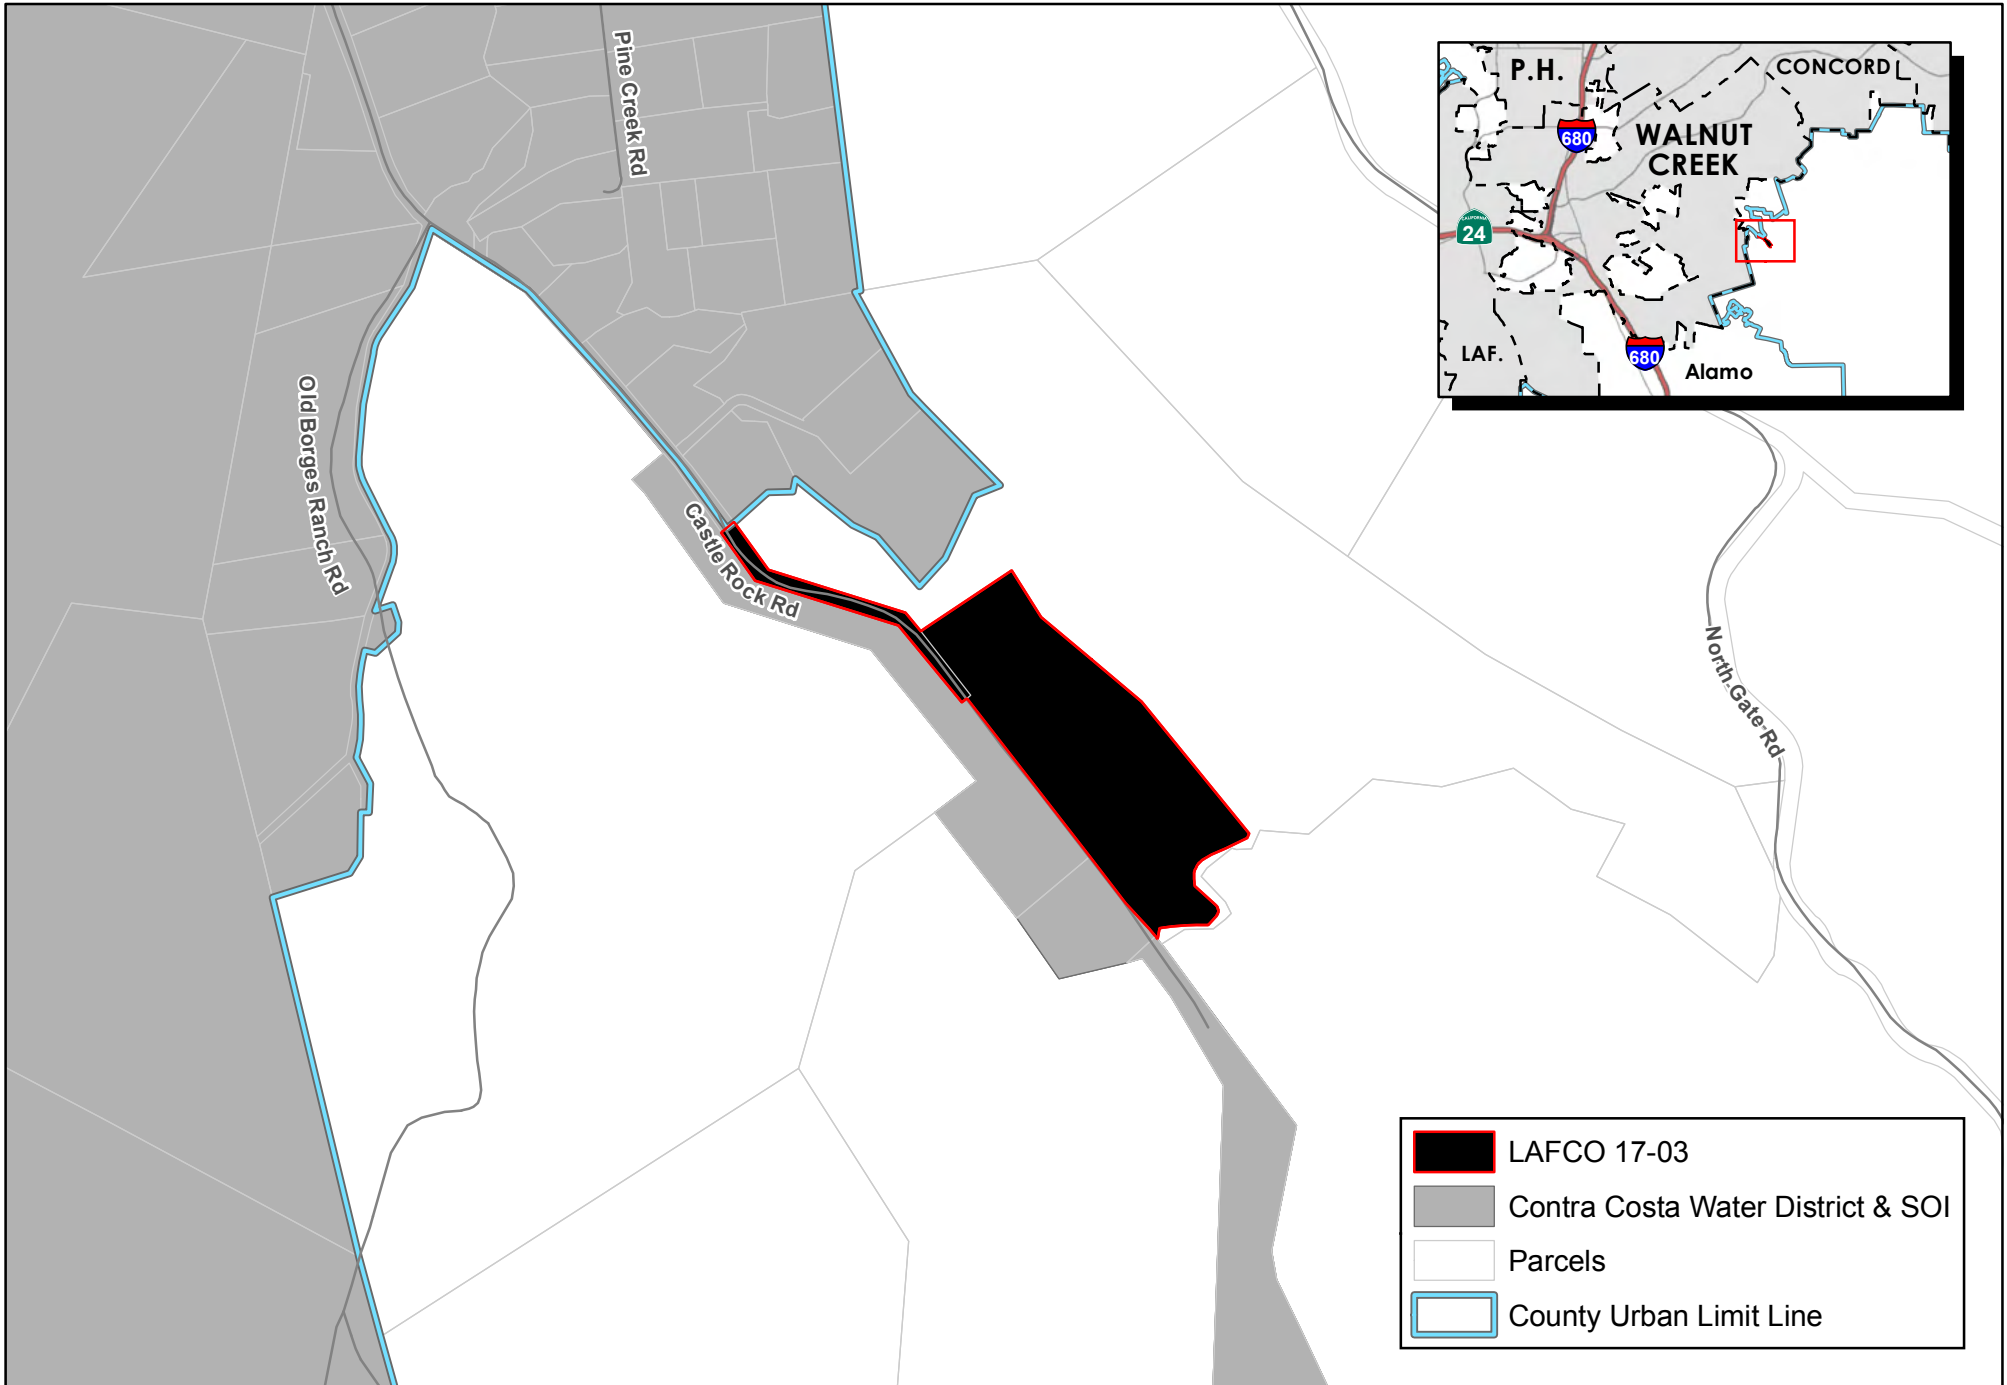 Pine Creek Rd
Old Borges Ranch Rd
Castle Rock Rd
North Gate Rd
P.H.
CONCORD
680
WALNUT
CREEK
CALIFORNIA
24
LAF.
680
Alamo
LAFCO 17-03
Contra Costa Water District & SOI
Parcels
County Urban Limit Line